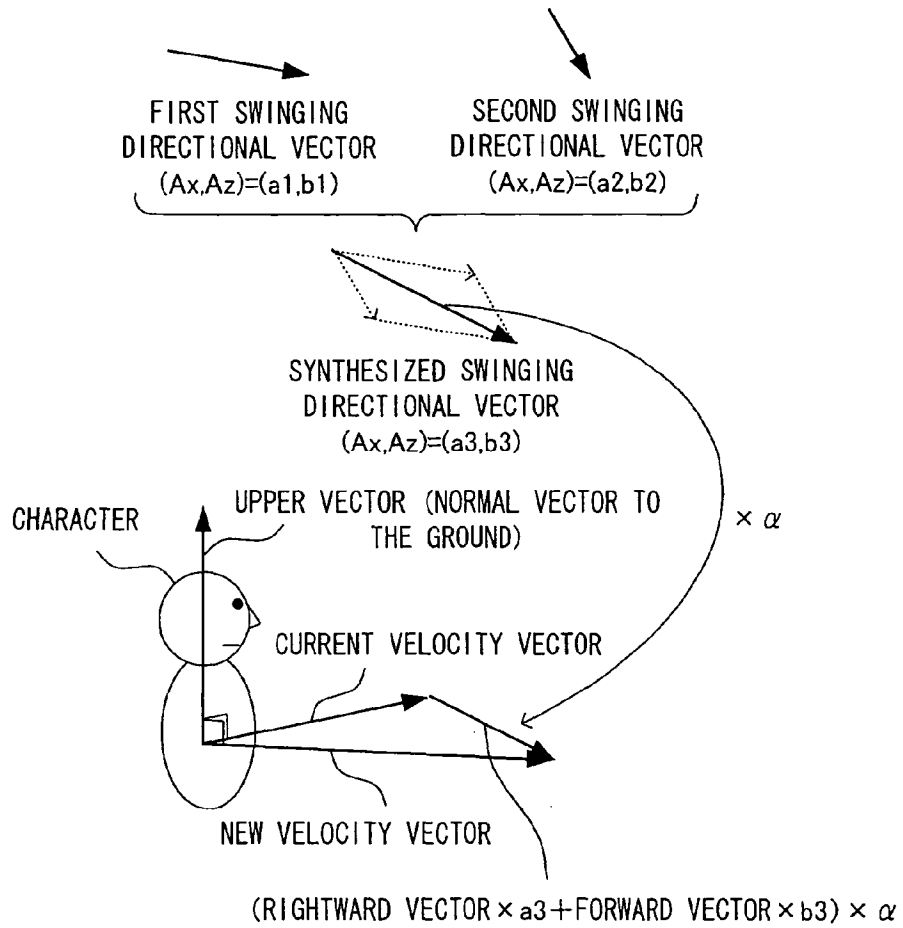 FIRST SWINGING
DIRECTIONAL VECTOR
(Ax,Az)=(a1,b1)
SECOND SWINGING
DIRECTIONAL VECTOR
(Ax,Az)=(a2,b2)
SYNTHESIZED SWINGING
DIRECTIONAL VECTOR
(Ax,Az)=(a3,b3)
× α
UPPER VECTOR (NORMAL VECTOR TO
THE GROUND)
CHARACTER
CURRENT VELOCITY VECTOR
NEW VELOCITY VECTOR
(RIGHTWARD VECTOR×a3+FORWARD VECTOR×b3)× α